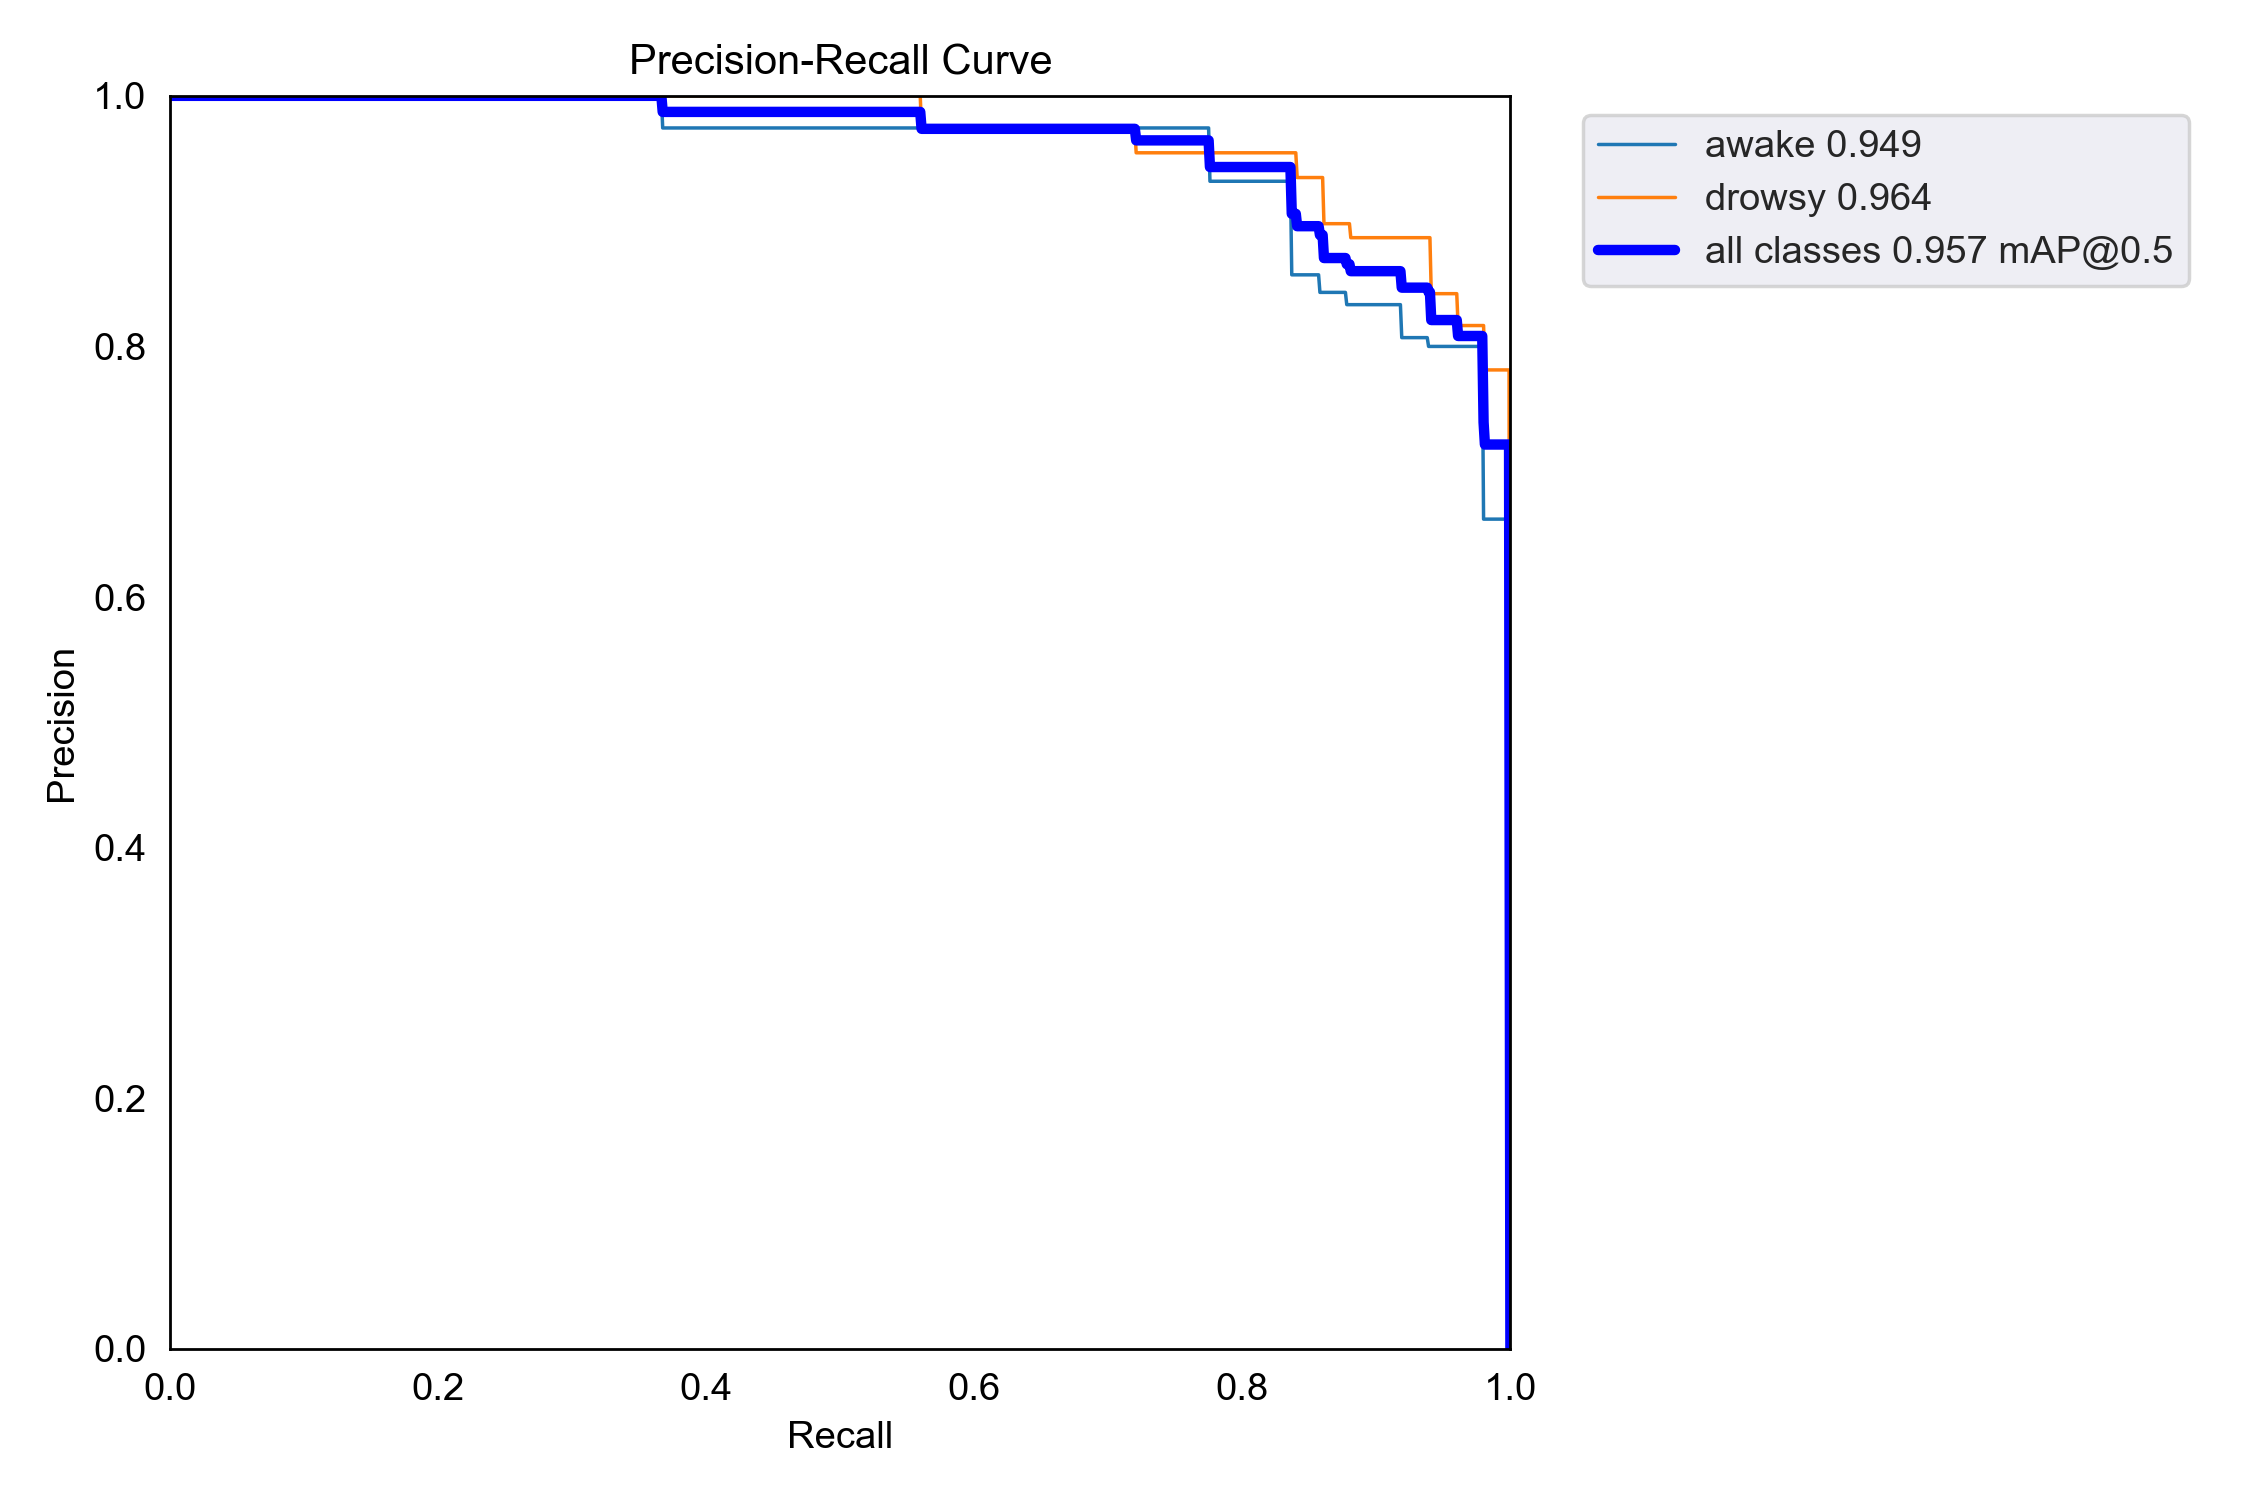 Precision-Recall Curve
1.0
0.8
0.6
0.4
0.2
0.0
Precision
0.0 0.2 0.4 0.6 0.8 1.0
Recall
awake 0.949
drowsy 0.964
all classes 0.957 mAP@0.5